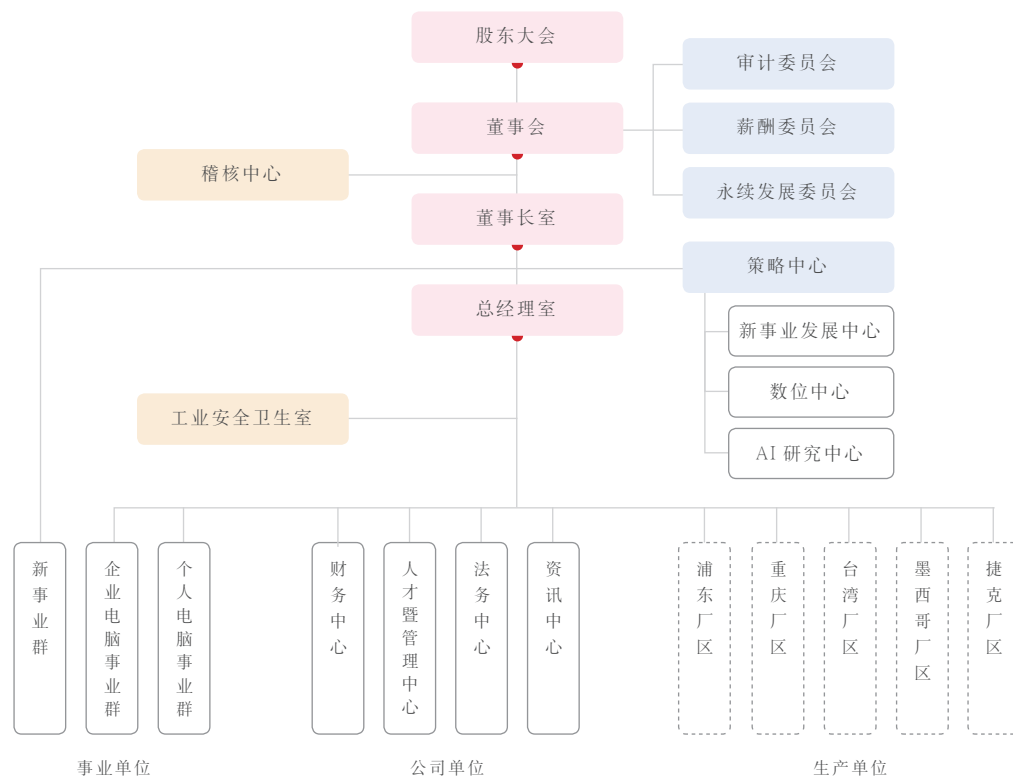 股东大会
审计委员会
董事会
薪酬委员会
稽核中心
永续发展委员会
董事长室
策略中心
总经理室
新事业发展中心
数位中心
工业安全卫生室
AI 研究中心
新事业群
企业电脑事业群
个人电脑事业群
财务中心
人才暨管理中心
法务中心
资讯中心
浦东厂区
重庆厂区
台湾厂区
墨西哥厂区
捷克厂区
事业单位
公司单位
生产单位